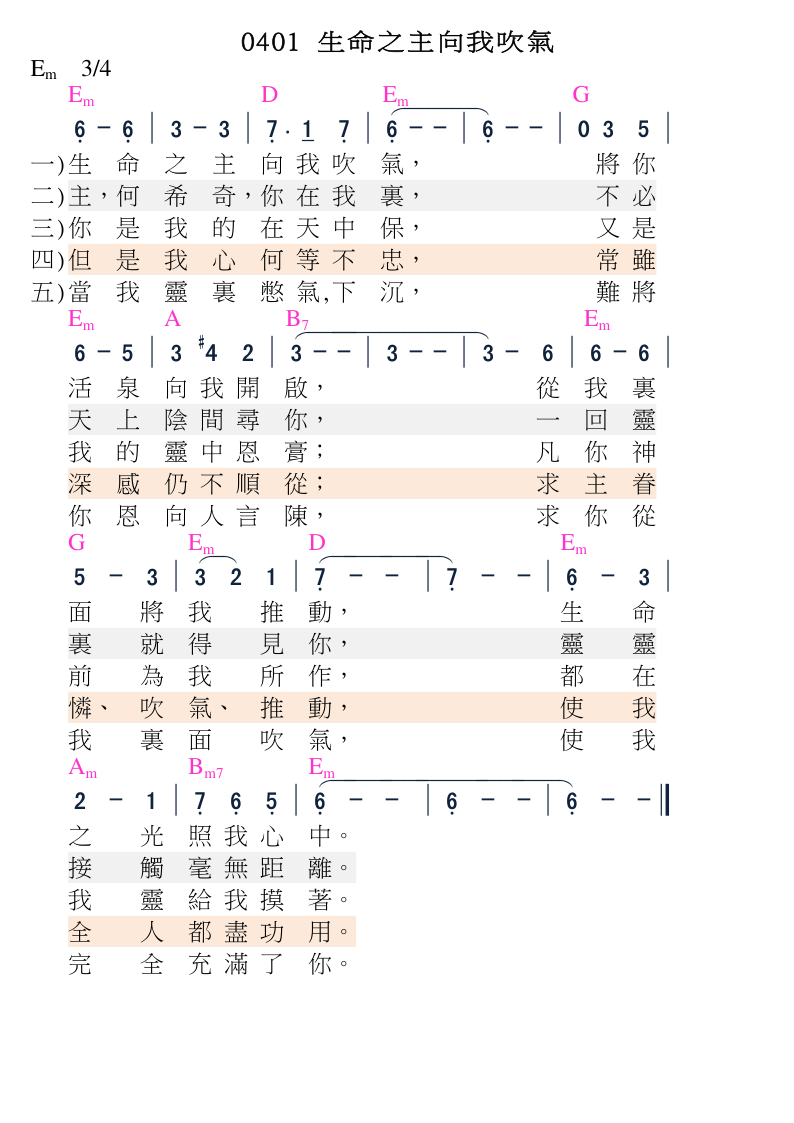 0401 生命之主向我吹氣
Em 3/4
Em D Em G
6 - 6 | 3 - 3 | 7 . 1 7 | 6 - - | 6 - - | 0 3 5 |
一)生 命 之 主 向 我 吹 氣， 將 你
二)主，何 希 奇，你 在 我 裏， 不 必
三)你 是 我 的 在 天 中 保， 又 是
四)但 是 我 心 何 等 不 忠， 常 雖
五)當 我 靈 裏 憋 氣,下 沉， 難 將
Em A B7 Em
6 - 5 | 3 #4 2 | 3 - - | 3 - - | 3 - 6 | 6 - 6 |
活 泉 向 我 開 啟， 從 我 裏
天 上 陰 間 尋 你， 一 回 靈
我 的 靈 中 恩 膏； 凡 你 神
深 感 仍 不 順 從； 求 主 眷
你 恩 向 人 言 陳， 求 你 從
G Em D Em
5 - 3 | 3 2 1 | 7 - - | 7 - - | 6 - 3 |
面 將 我 推 動， 生 命
裏 就 得 見 你， 靈 靈
前 為 我 所 作， 都 在
憐、 吹 氣、 推 動， 使 我
我 裏 面 吹 氣， 使 我
Am Bm7 Em
2 - 1 | 7 6 5 | 6 - - | 6 - - | 6 - - ‖
之 光 照 我 心 中。
接 觸 毫 無 距 離。
我 靈 給 我 摸 著。
全 人 都 盡 功 用。
完 全 充 滿 了 你。